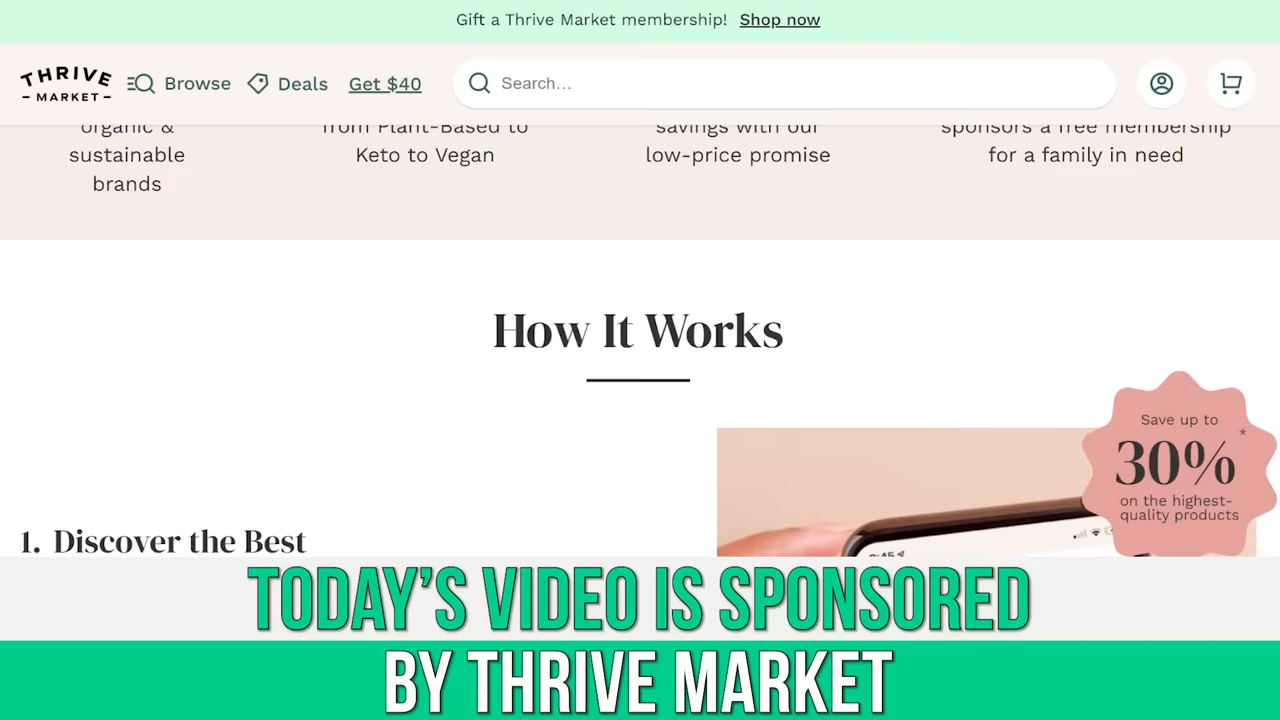 Gift a Thrive Market membership! Shop now
THRIVE
MARKET
Browse
Deals
Get $40
Search...
organic &
sustainable
brands
from Plant-Based to
Keto to Vegan
savings with our
low-price promise
sponsors a free membership
for a family in need
How It Works
Save up to
30%*
on the highest-
quality products
1. Discover the Best
TODAY'S VIDEO IS SPONSORED
BY THRIVE MARKET